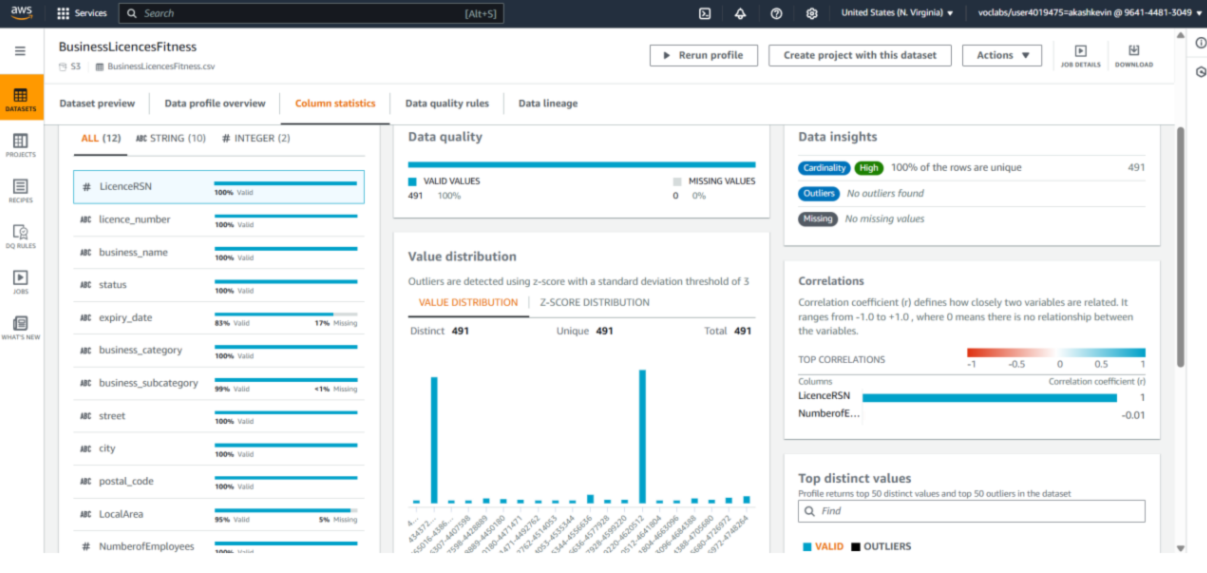 aws Services Search [Alt+S] United States (N. Virginia) voclabs/user4019475=akashkevin @ 9641-4481-3049
BusinessLicencesFitness
S3 BusinessLicencesFitness.csv
Rerun profile Create project with this dataset Actions JOB DETAILS DOWNLOAD
DATASETS
PROJECTS
RECIPES
DQ RULES
JOBS
WHAT'S NEW
Dataset preview Data profile overview Column statistics Data quality rules Data lineage
ALL (12) ABC STRING (10) # INTEGER (2)
# LicenceRSN 100% Valid
ABC licence_number 100% Valid
ABC business_name 100% Valid
ABC status 100% Valid
ABC expiry_date 83% Valid 17% Missing
ABC business_category 100% Valid
ABC business_subcategory 99% Valid <1% Missing
ABC street 100% Valid
ABC city 100% Valid
ABC postal_code 100% Valid
ABC LocalArea 95% Valid 5% Missing
# NumberofEmployees 100% Valid
Data quality
VALID VALUES MISSING VALUES
491 100% 0 0%
Value distribution
Outliers are detected using z-score with a standard deviation threshold of 3
VALUE DISTRIBUTION Z-SCORE DISTRIBUTION
Distinct 491 Unique 491 Total 491
Data insights
Cardinality High 100% of the rows are unique 491
Outliers No outliers found
Missing No missing values
Correlations
Correlation coefficient (r) defines how closely two variables are related. It
ranges from -1.0 to +1.0 , where 0 means there is no relationship between
the variables.
TOP CORRELATIONS
-1 -0.5 0 0.5 1
Columns Correlation coefficient (r)
LicenceRSN 1
NumberofE... -0.01
Top distinct values
Profile returns top 50 distinct values and top 50 outliers in the dataset
Find
VALID OUTLIERS